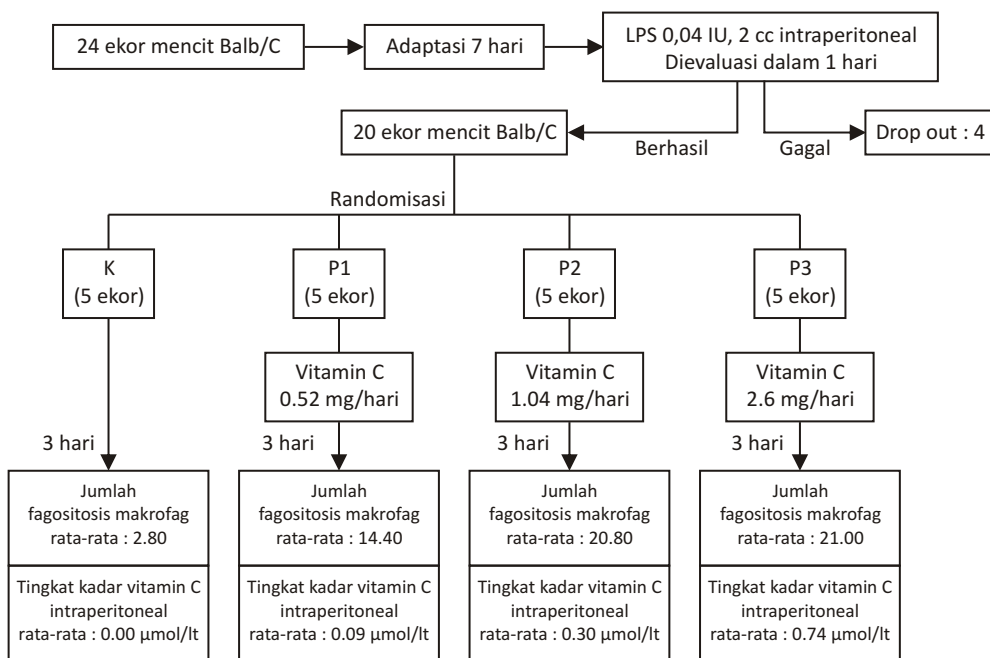 24 ekor mencit Balb/C
Adaptasi 7 hari
LPS 0,04 IU, 2 cc intraperitoneal
Dievaluasi dalam 1 hari
20 ekor mencit Balb/C
Berhasil
Gagal
Drop out : 4
Randomisasi
K
(5 ekor)
P1
(5 ekor)
P2
(5 ekor)
P3
(5 ekor)
Vitamin C
0.52 mg/hari
Vitamin C
1.04 mg/hari
Vitamin C
2.6 mg/hari
3 hari
3 hari
3 hari
3 hari
Jumlah
fagositosis makrofag
rata-rata : 2.80
Jumlah
fagositosis makrofag
rata-rata : 14.40
Jumlah
fagositosis makrofag
rata-rata : 20.80
Jumlah
fagositosis makrofag
rata-rata : 21.00
Tingkat kadar vitamin C
intraperitoneal
rata-rata : 0.00 µmol/lt
Tingkat kadar vitamin C
intraperitoneal
rata-rata : 0.09 µmol/lt
Tingkat kadar vitamin C
intraperitoneal
rata-rata : 0.30 µmol/lt
Tingkat kadar vitamin C
intraperitoneal
rata-rata : 0.74 µmol/lt